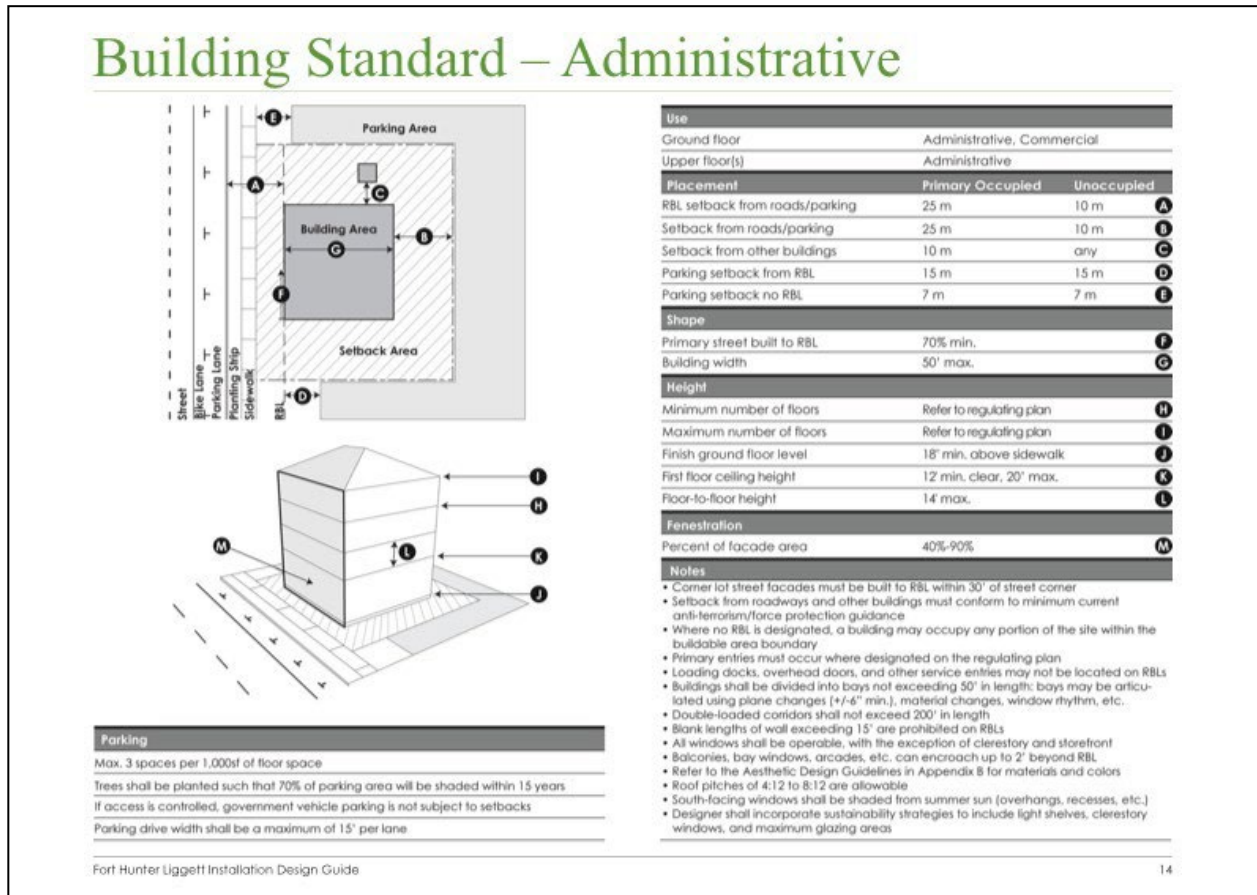 Building Standard – Administrative
E
Parking Area
A
C
Building Area
B
G
F
Setback Area
D
Street
Bike Lane
Parking Lane
Planting Strip
Sidewalk
RBL
I
H
M
L
K
J
Parking
Max. 3 spaces per 1,000sf of floor space
Trees shall be planted such that 70% of parking area will be shaded within 15 years
If access is controlled, government vehicle parking is not subject to setbacks
Parking drive width shall be a maximum of 15' per lane
Use
Ground floor Administrative, Commercial
Upper floor(s) Administrative
Placement Primary Occupied Unoccupied
RBL setback from roads/parking 25 m 10 m A
Setback from roads/parking 25 m 10 m B
Setback from other buildings 10 m any C
Parking setback from RBL 15 m 15 m D
Parking setback no RBL 7 m 7 m E
Shape
Primary street built to RBL 70% min. F
Building width 50' max. G
Height
Minimum number of floors Refer to regulating plan H
Maximum number of floors Refer to regulating plan I
Finish ground floor level 18" min. above sidewalk J
First floor ceiling height 12' min. clear, 20' max. K
Floor-to-floor height 14' max. L
Fenestration
Percent of facade area 40%-90% M
Notes
• Corner lot street facades must be built to RBL within 30' of street corner
• Setback from roadways and other buildings must conform to minimum current
anti-terrorism/force protection guidance
• Where no RBL is designated, a building may occupy any portion of the site within the
buildable area boundary
• Primary entries must occur where designated on the regulating plan
• Loading docks, overhead doors, and other service entries may not be located on RBLs
• Buildings shall be divided into bays not exceeding 50' in length; bays may be articu-
lated using plane changes (+/-6" min.), material changes, window rhythm, etc.
• Double-loaded corridors shall not exceed 200' in length
• Blank lengths of wall exceeding 15' are prohibited on RBLs
• All windows shall be operable, with the exception of clerestory and storefront
• Balconies, bay windows, arcades, etc. can encroach up to 2' beyond RBL
• Refer to the Aesthetic Design Guidelines in Appendix B for materials and colors
• Roof pitches of 4:12 to 8:12 are allowable
• South-facing windows shall be shaded from summer sun (overhangs, recesses, etc.)
• Designer shall incorporate sustainability strategies to include light shelves, clerestory
windows, and maximum glazing areas
Fort Hunter Liggett Installation Design Guide 14